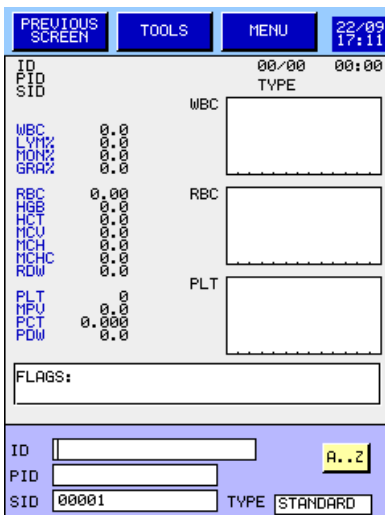 PREVIOUS SCREEN TOOLS MENU 22/09 17:11
ID 00/00 00:00
PID TYPE
SID
WBC
WBC 0.0
LYM% 0.0
MON% 0.0
GRA% 0.0
RBC 0.00 RBC
HGB 0.0
HCT 0.0
MCV 0.0
MCH 0.0
MCHC 0.0
RDW 0.0
PLT
PLT 0
MPV 0.0
PCT 0.000
PDW 0.0
FLAGS:
ID A..Z
PID
SID 00001 TYPE STANDARD